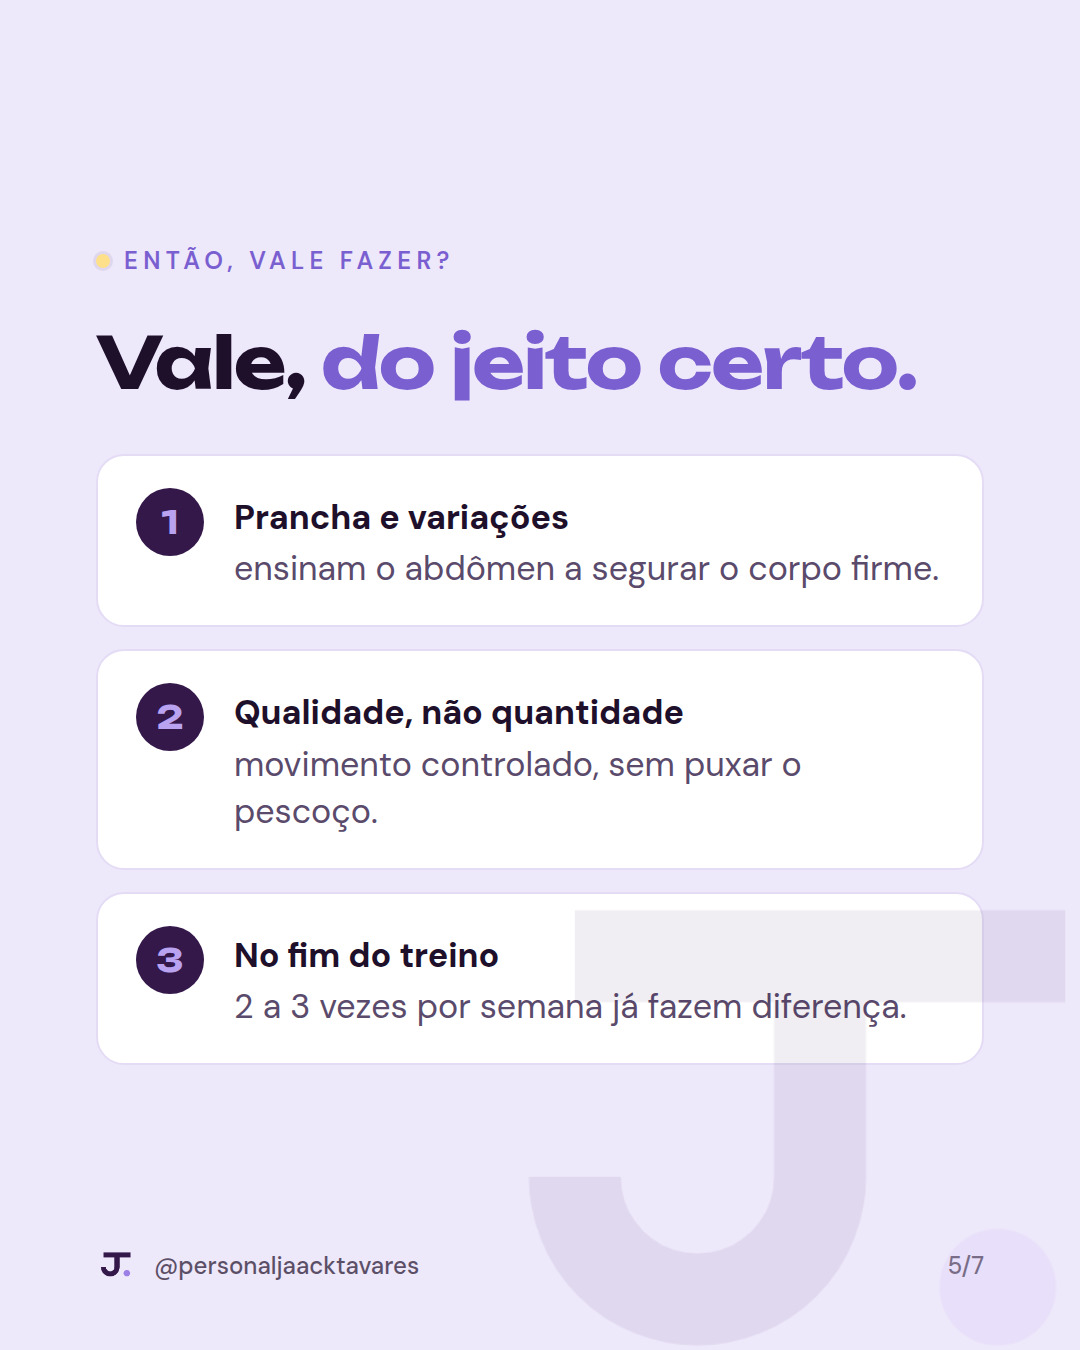 ENTÃO, VALE FAZER?
Vale, do jeito certo.
1
Prancha e variações
ensinam o abdômen a segurar o corpo firme.
2
Qualidade, não quantidade
movimento controlado, sem puxar o
pescoço.
3
No fim do treino
2 a 3 vezes por semana já fazem diferença.
J. @personaljaacktavares
5/7